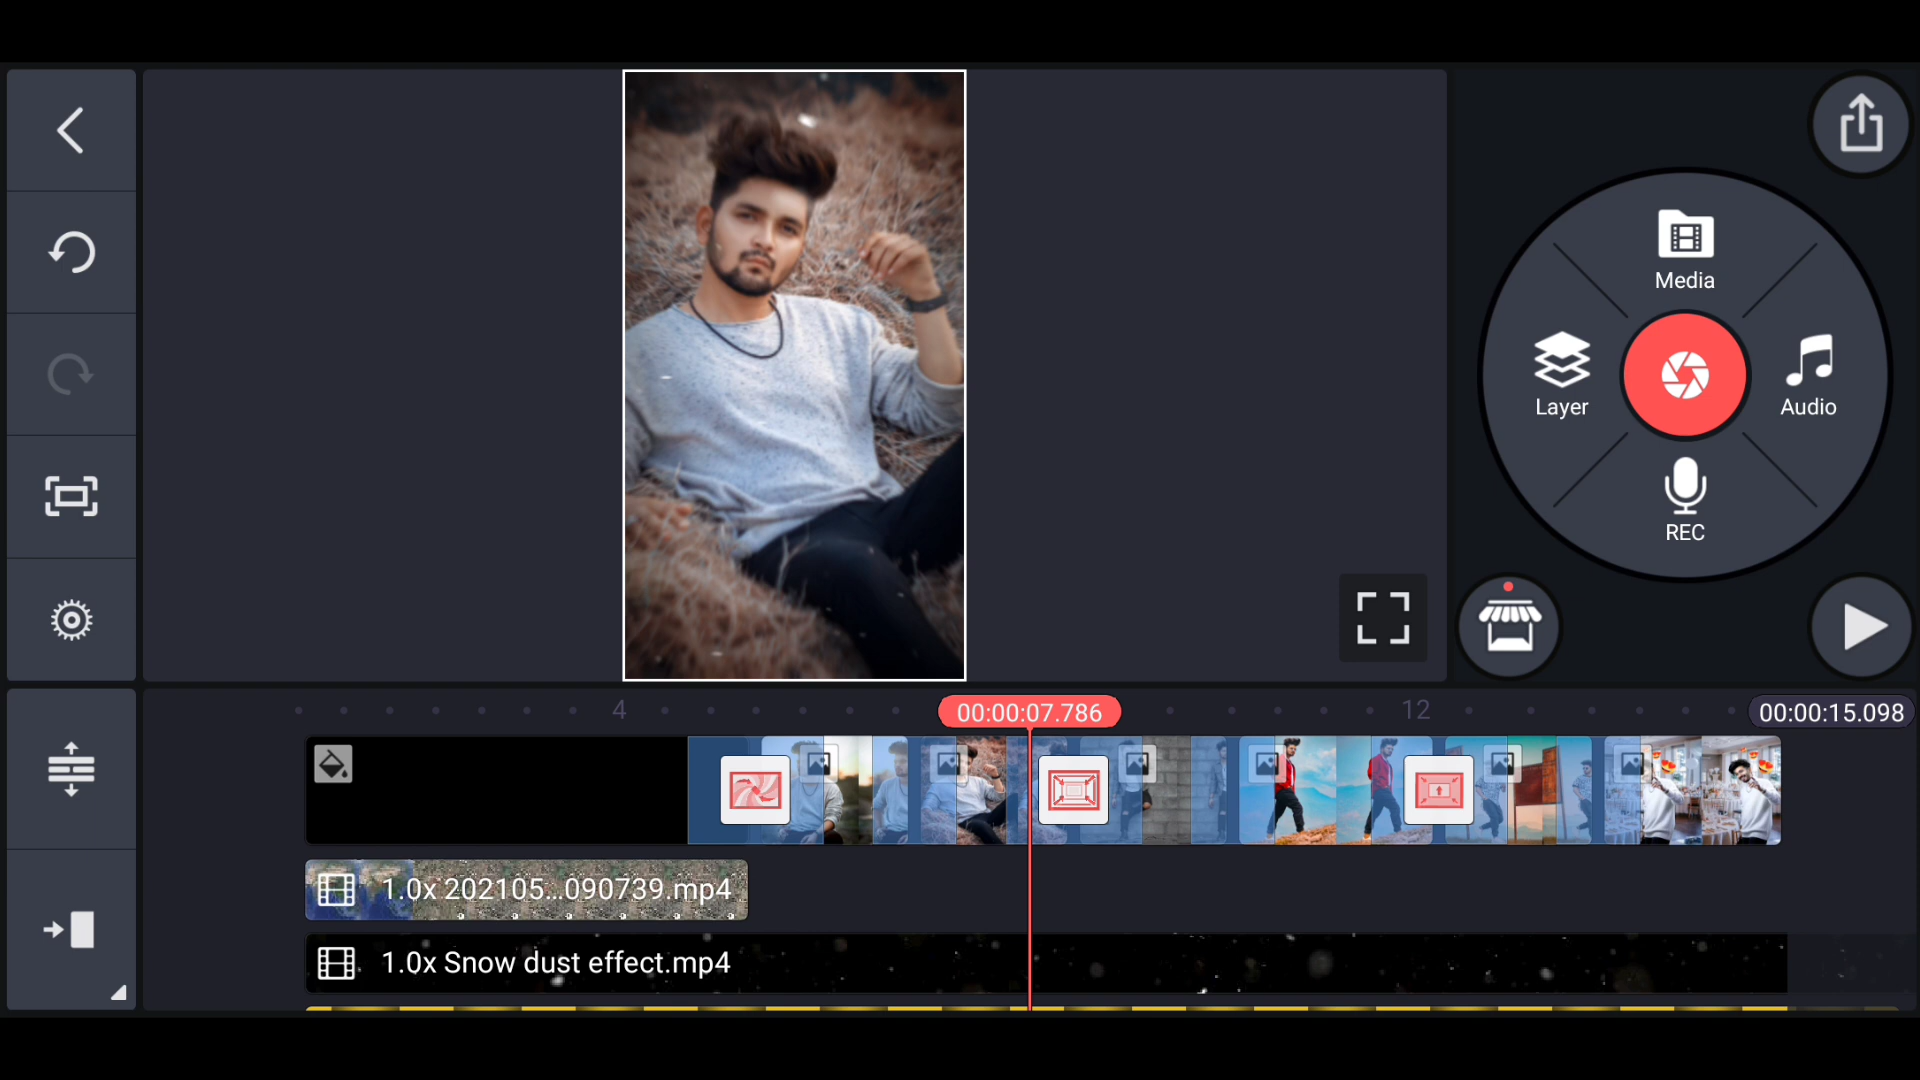 Media
Layer
Audio
REC
4
00:00:07.786
12
00:00:15.098
1.0x 202105...090739.mp4
1.0x Snow dust effect.mp4